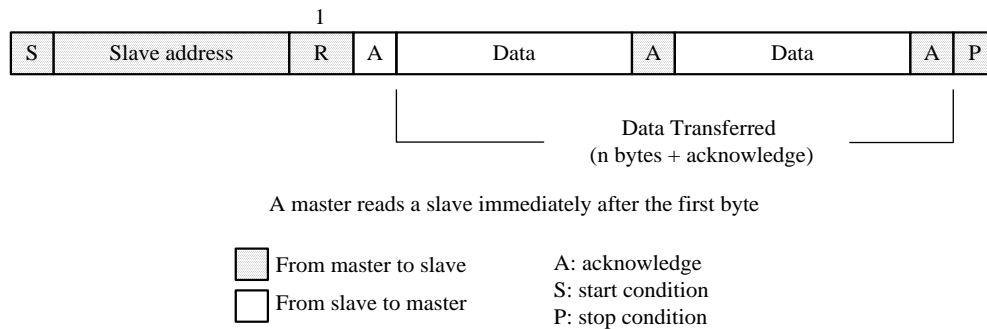 1
S Slave address R A Data A Data A P
Data Transferred
(n bytes + acknowledge)
A master reads a slave immediately after the first byte
From master to slave
From slave to master
A: acknowledge
S: start condition
P: stop condition